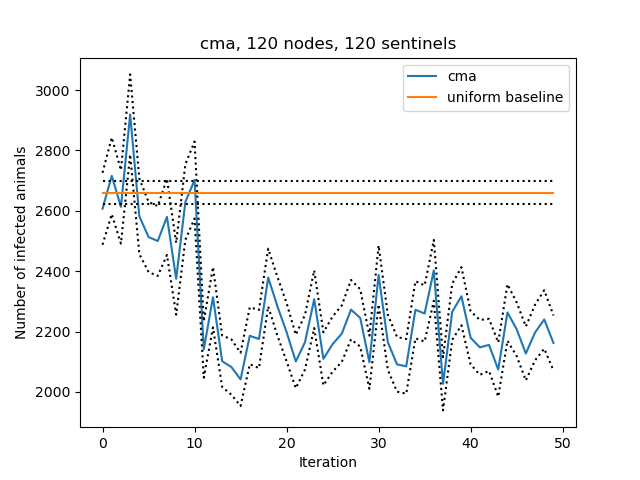 cma, 120 nodes, 120 sentinels
cma
uniform baseline
Number of infected animals
3000
2800
2600
2400
2200
2000
0
10
20
30
40
50
Iteration